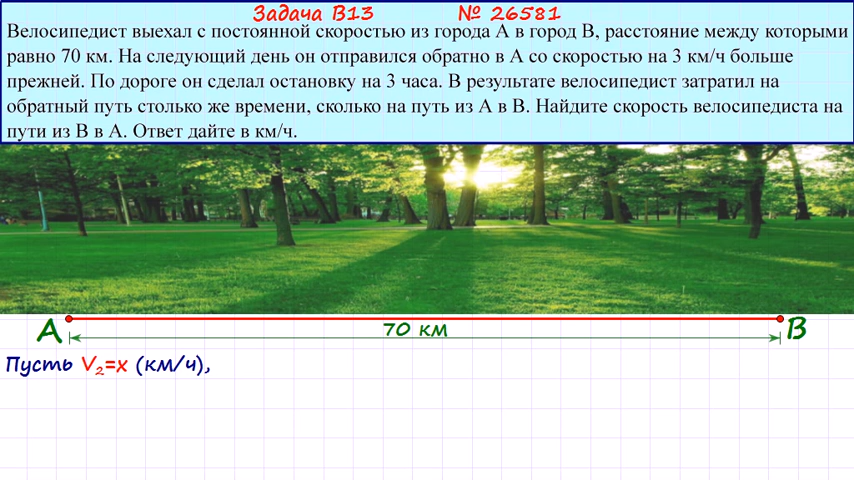 Задача В13 № 26581
Велосипедист выехал с постоянной скоростью из города А в город В, расстояние между которыми
равно 70 км. На следующий день он отправился обратно в А со скоростью на 3 км/ч больше
прежней. По дороге он сделал остановку на 3 часа. В результате велосипедист затратил на
обратный путь столько же времени, сколько на путь из А в В. Найдите скорость велосипедиста на
пути из В в А. Ответ дайте в км/ч.
А 70 км В
Пусть V₂=x (км/ч),